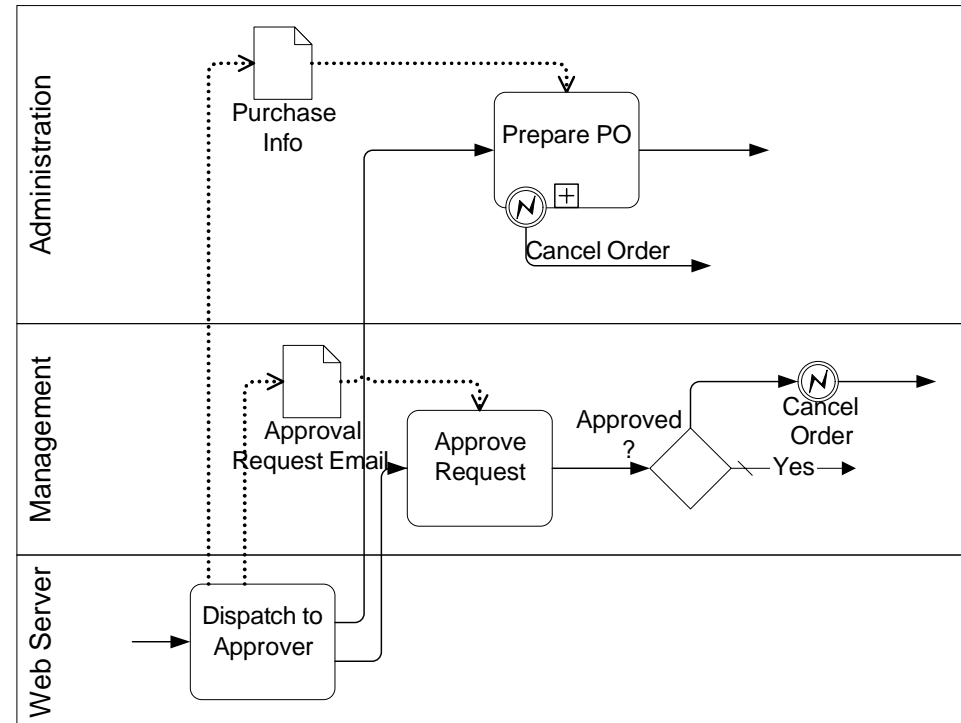 Administration
Purchase
Info
Prepare PO
Cancel Order
Management
Approval
Request Email
Approve
Request
Approved
?
Cancel
Order
Yes
Web Server
Dispatch to
Approver